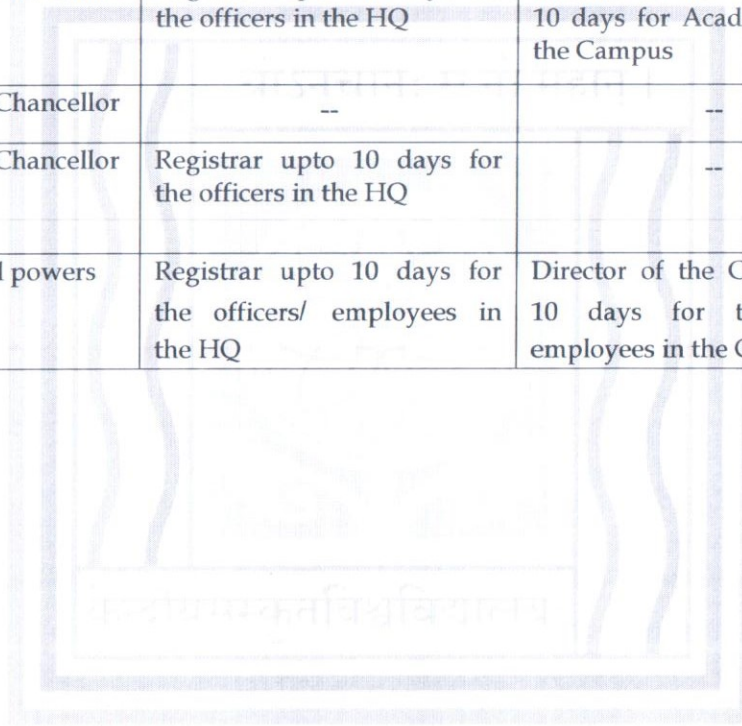 the officers in the HQ
10 days for Acad
the Campus
Chancellor
--
--
Chancellor
Registrar upto 10 days for
the officers in the HQ
--
powers
Registrar upto 10 days for
the officers/ employees in
the HQ
Director of the C
10 days for t
employees in the C